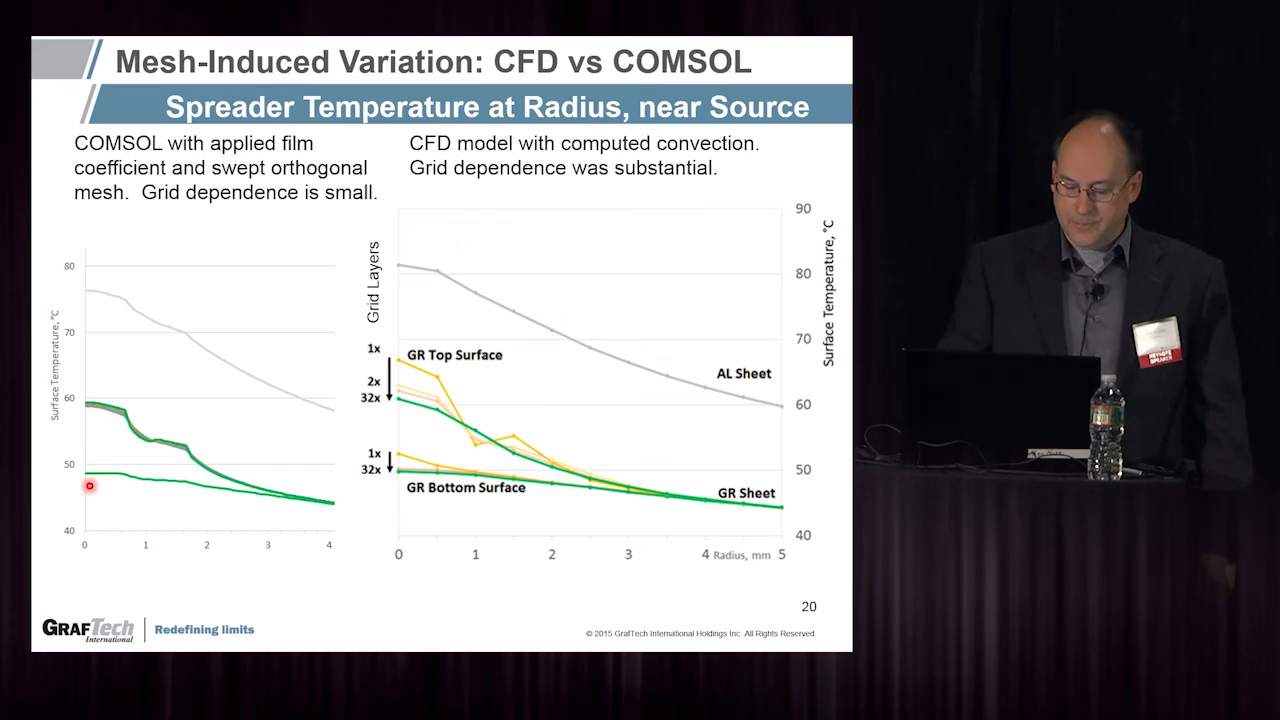 Mesh-Induced Variation: CFD vs COMSOL
Spreader Temperature at Radius, near Source
COMSOL with applied film
coefficient and swept orthogonal
mesh. Grid dependence is small.
CFD model with computed convection.
Grid dependence was substantial.
Surface Temperature, °C
80
70
60
50
40
0
1
2
3
4
Grid Layers
1x
2x
32x
1x
32x
GR Top Surface
GR Bottom Surface
AL Sheet
GR Sheet
90
80
70
60
50
40
Surface Temperature, °C
0
1
2
3
4
Radius, mm
5
20
GRAFTECH
International
Redefining limits
© 2015 GrafTech International Holdings Inc. All Rights Reserved.
KEYNOTE
SPEAKER